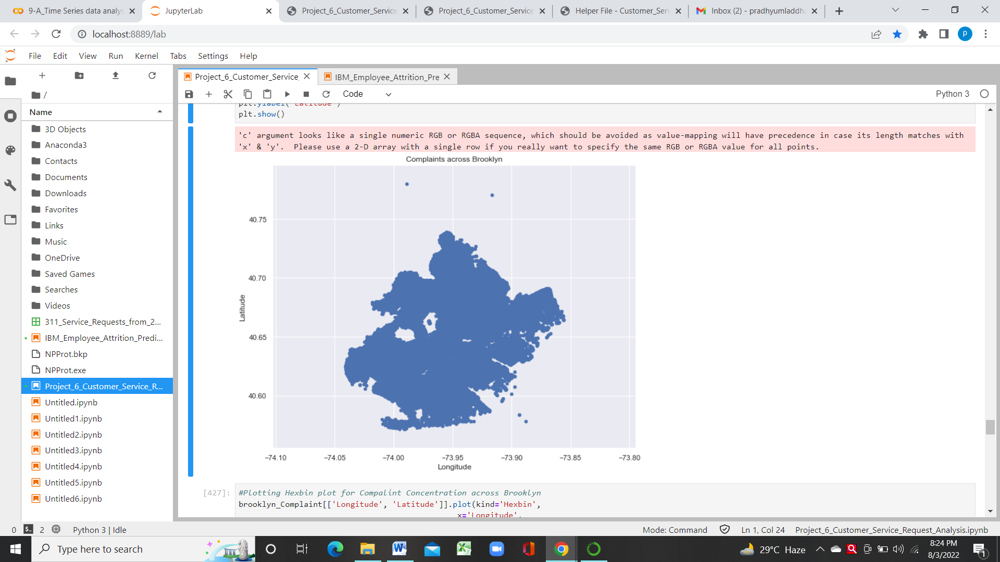 9-A_Time Series data analys
JupyterLab
Project_6_Customer_Service
Project_6_Customer_Service
Helper File - Customer_Serv
Inbox (2) - pradhyumladdha
localhost:8889/lab
P
File Edit View Run Kernel Tabs Settings Help
Project_6_Customer_Service
IBM_Employee_Attrition_Pre
/
Code
Python 3
Name
3D Objects
Anaconda3
Contacts
Documents
Downloads
Favorites
Links
Music
OneDrive
Saved Games
Searches
Videos
311_Service_Requests_from_2...
IBM_Employee_Attrition_Predi...
NPProt.bkp
NPProt.exe
Project_6_Customer_Service_R...
Untitled.ipynb
Untitled1.ipynb
Untitled2.ipynb
Untitled3.ipynb
Untitled4.ipynb
Untitled5.ipynb
Untitled6.ipynb
plt.ylabel('Latitude')
plt.show()
'c' argument looks like a single numeric RGB or RGBA sequence, which should be avoided as value-mapping will have precedence in case its length matches with
'x' & 'y'.  Please use a 2-D array with a single row if you really want to specify the same RGB or RGBA value for all points.
Complaints across Brooklyn
40.75
40.70
40.65
40.60
Latitude
−74.10 −74.05 −74.00 −73.95 −73.90 −73.85 −73.80
Longitude
[427]:
#Plotting Hexbin plot for Compalint Concentration across Brooklyn
brooklyn_Complaint[['Longitude', 'Latitude']].plot(kind='Hexbin',
x='Longitude',
0 2 Python 3 | Idle
Mode: Command Ln 1, Col 24 Project_6_Customer_Service_Request_Analysis.ipynb
Type here to search
29°C Haze
8:24 PM
8/3/2022
1